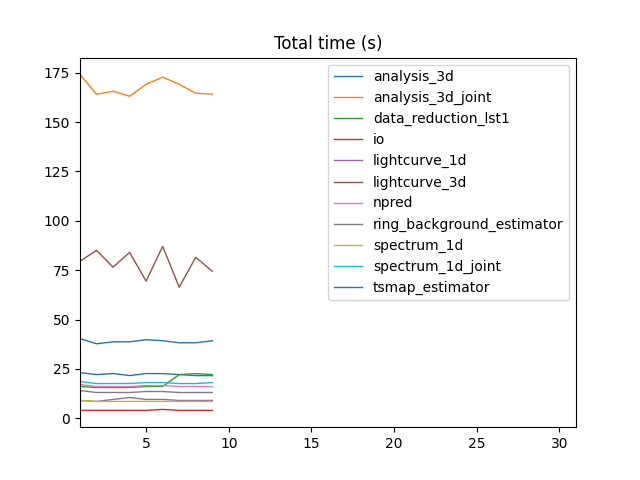 Total time (s)
175
150
125
100
75
50
25
0
5
10
15
20
25
30
analysis_3d
analysis_3d_joint
data_reduction_lst1
io
lightcurve_1d
lightcurve_3d
npred
ring_background_estimator
spectrum_1d
spectrum_1d_joint
tsmap_estimator